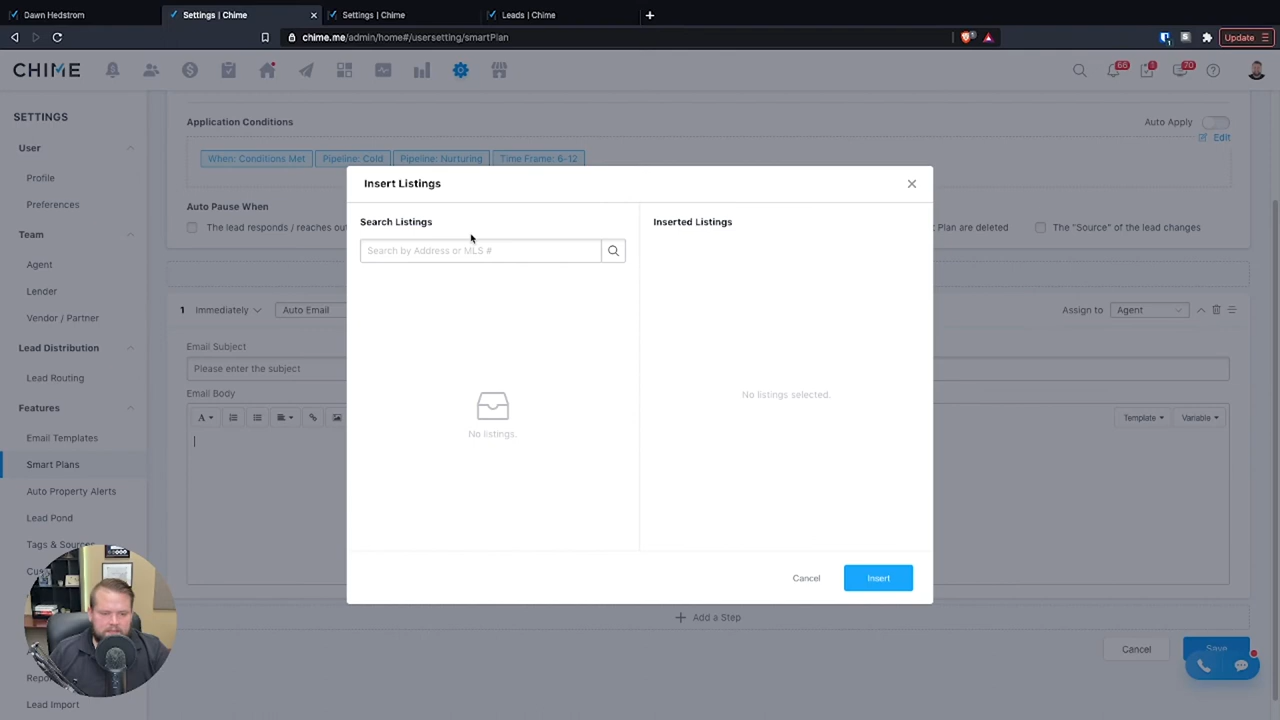 Dawn Hedstrom
Settings | Chime
Settings | Chime
Leads | Chime
chime.me/admin/home#/usersetting/smartPlan
Update
CHIME
66
6
70
SETTINGS
User
Profile
Preferences
Team
Agent
Lender
Vendor / Partner
Lead Distribution
Lead Routing
Features
Email Templates
Smart Plans
Auto Property Alerts
Lead Pond
Tags & Sources
Lead Import
Application Conditions
Auto Apply
Edit
When: Conditions Met
Pipeline: Cold
Pipeline: Nurturing
Time Frame: 6-12
Auto Pause When
The lead responds / reaches out
Plan are deleted
The "Source" of the lead changes
1 Immediately
Auto Email
Assign to
Agent
Email Subject
Please enter the subject
Email Body
Template
Variable
Add a Step
Cancel
Save
Insert Listings
Search Listings
Search by Address or MLS #
No listings.
Inserted Listings
No listings selected.
Cancel
Insert